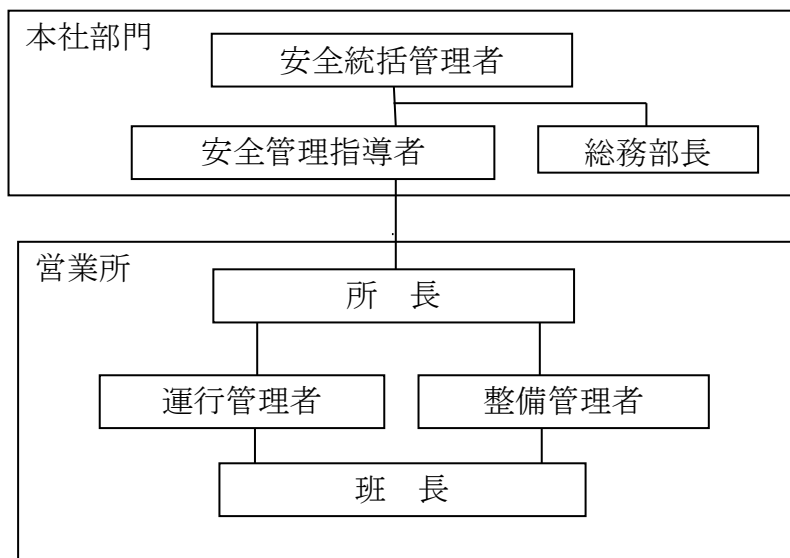 本社部門
安全統括管理者
安全管理指導者
総務部長
営業所
所　長
運行管理者
整備管理者
班　長